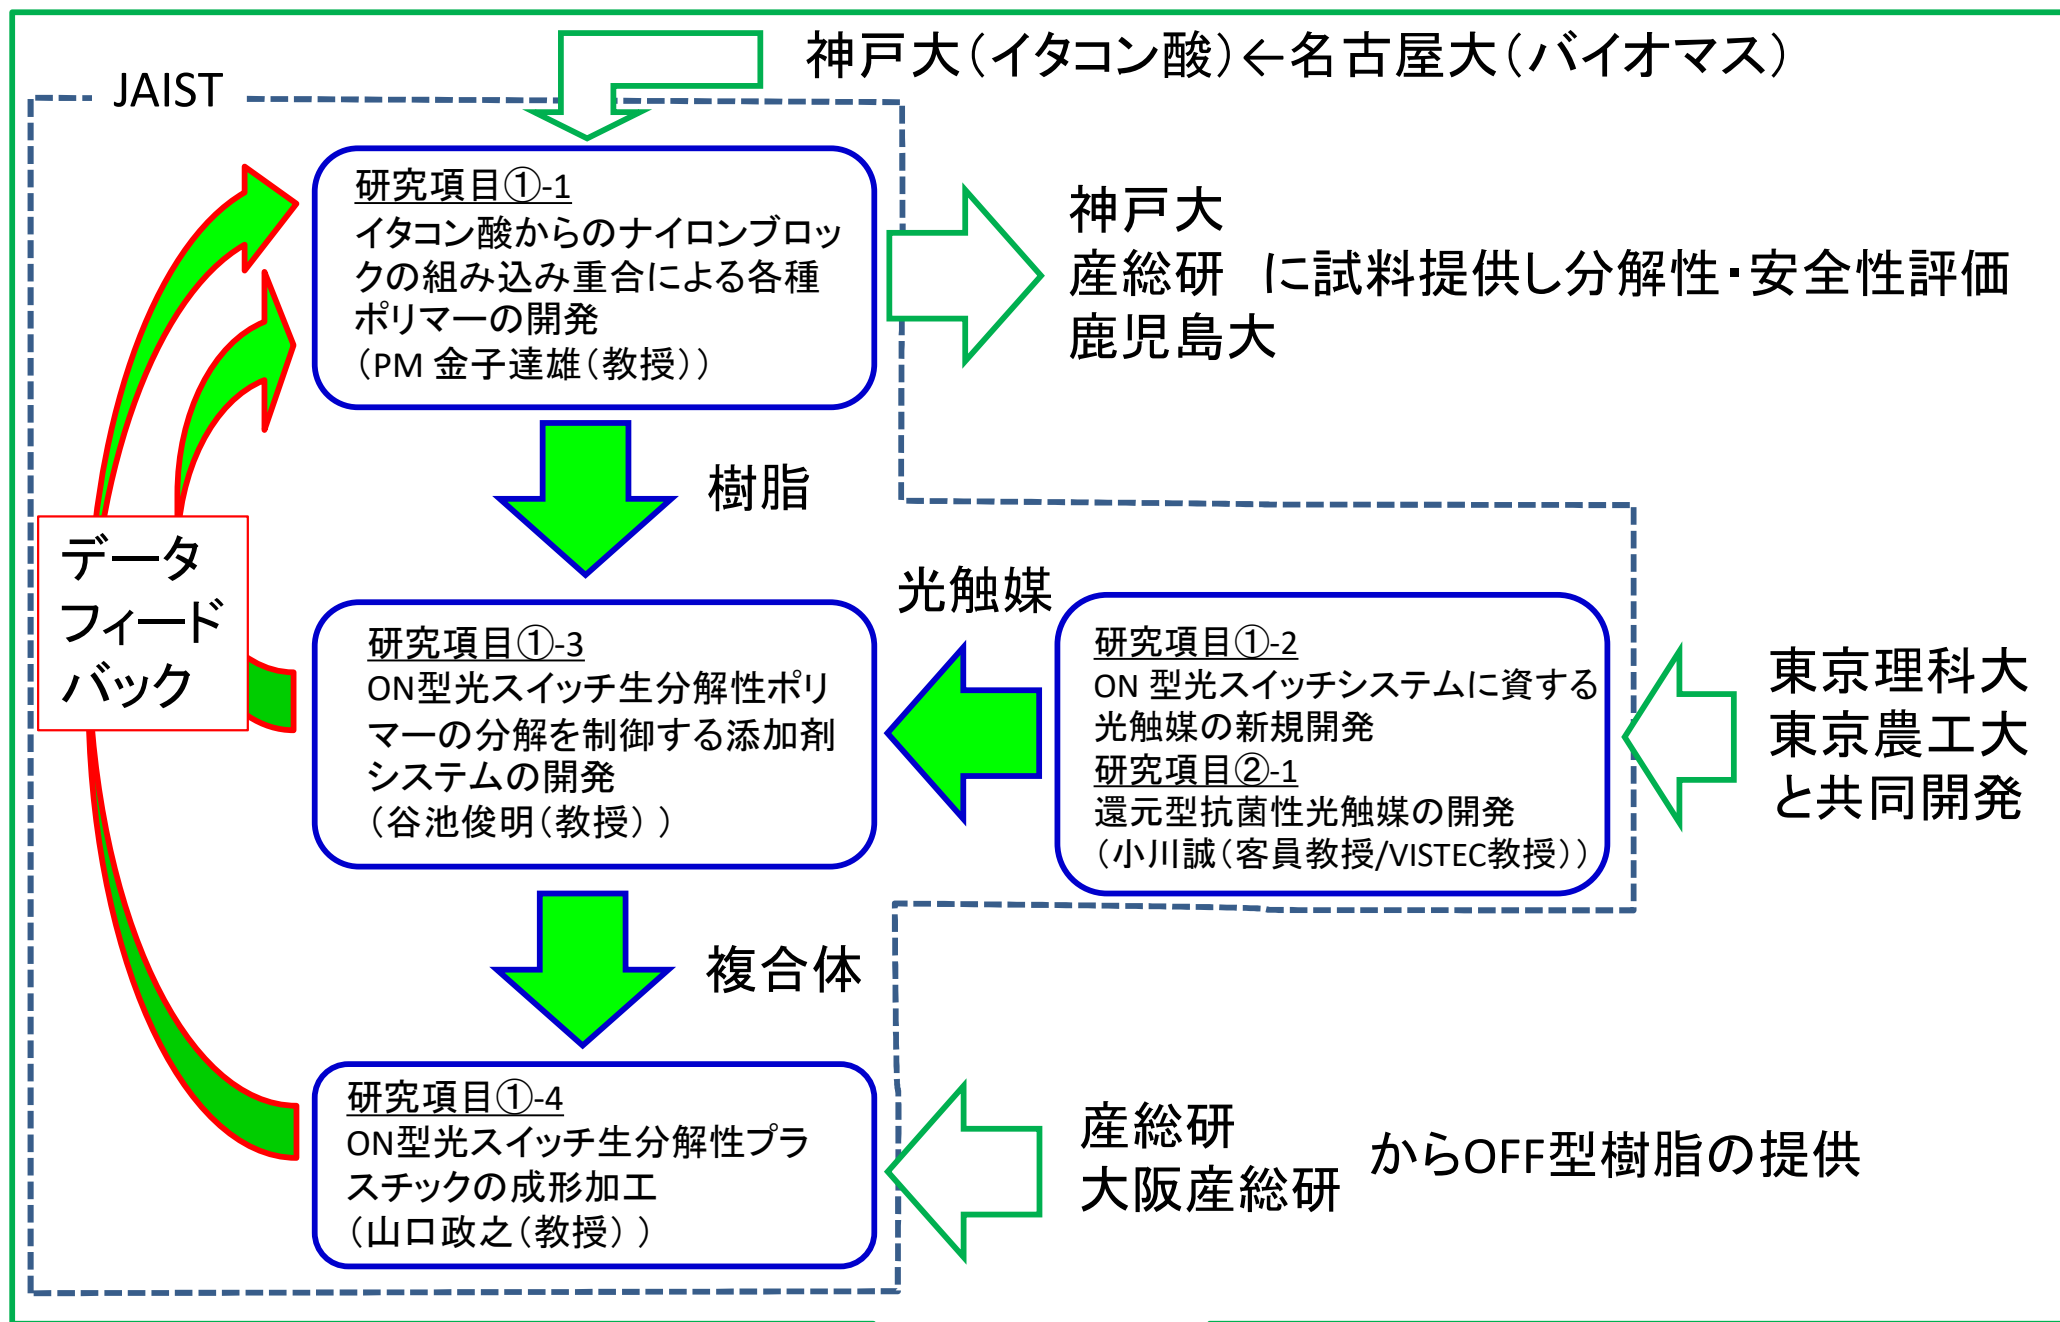 神戸大（イタコン酸）←名古屋大（バイオマス）
JAIST
研究項目①-1
イタコン酸からのナイロンブロッ
クの組み込み重合による各種
ポリマーの開発
（PM 金子達雄（教授））
神戸大
産総研 に試料提供し分解性・安全性評価
鹿児島大
樹脂
データ
フィード
バック
光触媒
研究項目①-3
ON型光スイッチ生分解性ポリ
マーの分解を制御する添加剤
システムの開発
（谷池俊明（教授））
研究項目①-2
ON 型光スイッチシステムに資する
光触媒の新規開発
研究項目②-1
還元型抗菌性光触媒の開発
（小川誠（客員教授/VISTEC教授））
東京理科大
東京農工大
と共同開発
複合体
研究項目①-4
ON型光スイッチ生分解性プラ
スチックの成形加工
（山口政之（教授））
産総研
大阪産総研
からOFF型樹脂の提供